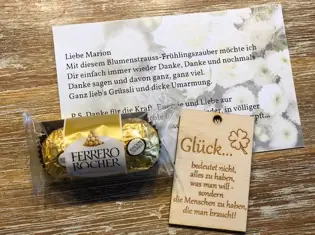 Liebe Marion
Mit diesem Blumenstrauss-Frühlingszauber möchte ich
Dir einfach immer wieder Danke, Danke und nochmals
Danke sagen und davon ganz, ganz viel.
Ganz lieb's Grüssli und dicke Umarmung.
P.S. Danke für die Kraft, Energie und Liebe zur
in völliger
FERRERO
ROCHER
Glück...
bedeutet nicht,
alles zu haben,
was man will -
sondern
die Menschen zu haben,
die man braucht!